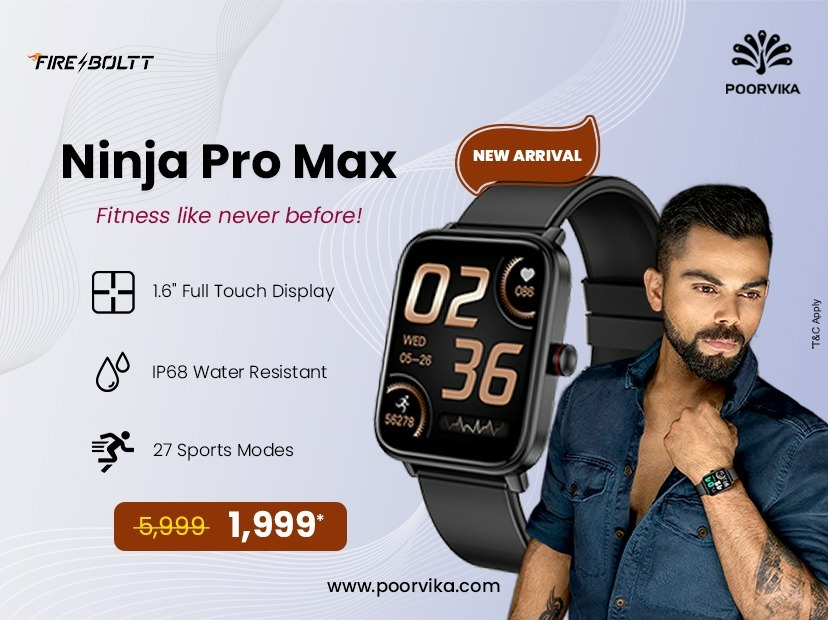 FIRE BOLTT
POORVIKA
Ninja Pro Max
NEW ARRIVAL
Fitness like never before!
1.6" Full Touch Display
IP68 Water Resistant
27 Sports Modes
5,999 1,999*
02
36
086
WED
05-26
56278
*T&C Apply
www.poorvika.com